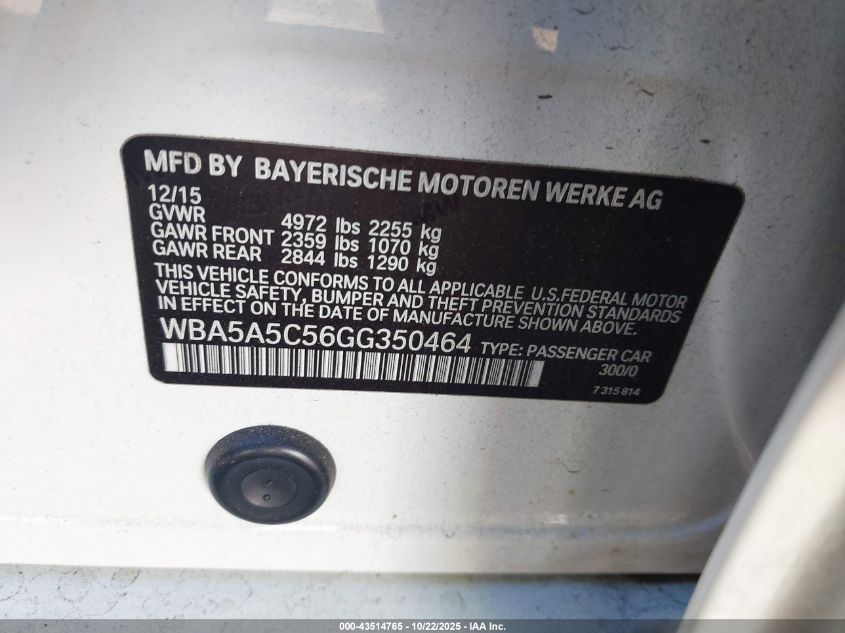 MFD BY BAYERISCHE MOTOREN WERKE AG
12/15
GVWR 4972 lbs 2255 kg
GAWR FRONT 2359 lbs 1070 kg
GAWR REAR 2844 lbs 1290 kg
THIS VEHICLE CONFORMS TO ALL APPLICABLE U.S.FEDERAL MOTOR
VEHICLE SAFETY, BUMPER AND THEFT PREVENTION STANDARDS
IN EFFECT ON THE DATE OF MANUFACTURE SHOWN ABOVE.
WBA5A5C56GG350464 TYPE: PASSENGER CAR
300/0
7 315 814
000-43514765 | 10/22/2025 - IAA Inc.